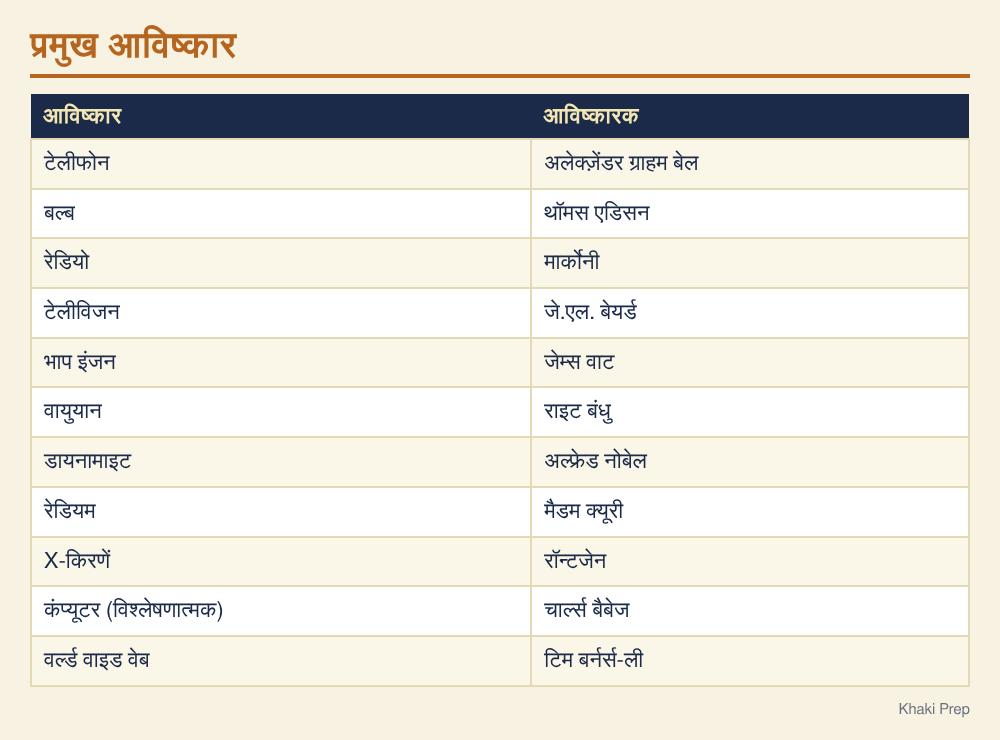 प्रमुख आविष्कार
आविष्कार आविष्कारक
टेलीफोन अलेक्ज़ेंडर ग्राहम बेल
बल्ब थॉमस एडिसन
रेडियो मार्कोनी
टेलीविजन जे.एल. बेयर्ड
भाप इंजन जेम्स वाट
वायुयान राइट बंधु
डायनामाइट अल्फ्रेड नोबेल
रेडियम मैडम क्यूरी
X-किरणें रॉन्टजेन
कंप्यूटर (विश्लेषणात्मक) चार्ल्स बैबेज
वर्ल्ड वाइड वेब टिम बर्नर्स-ली
Khaki Prep